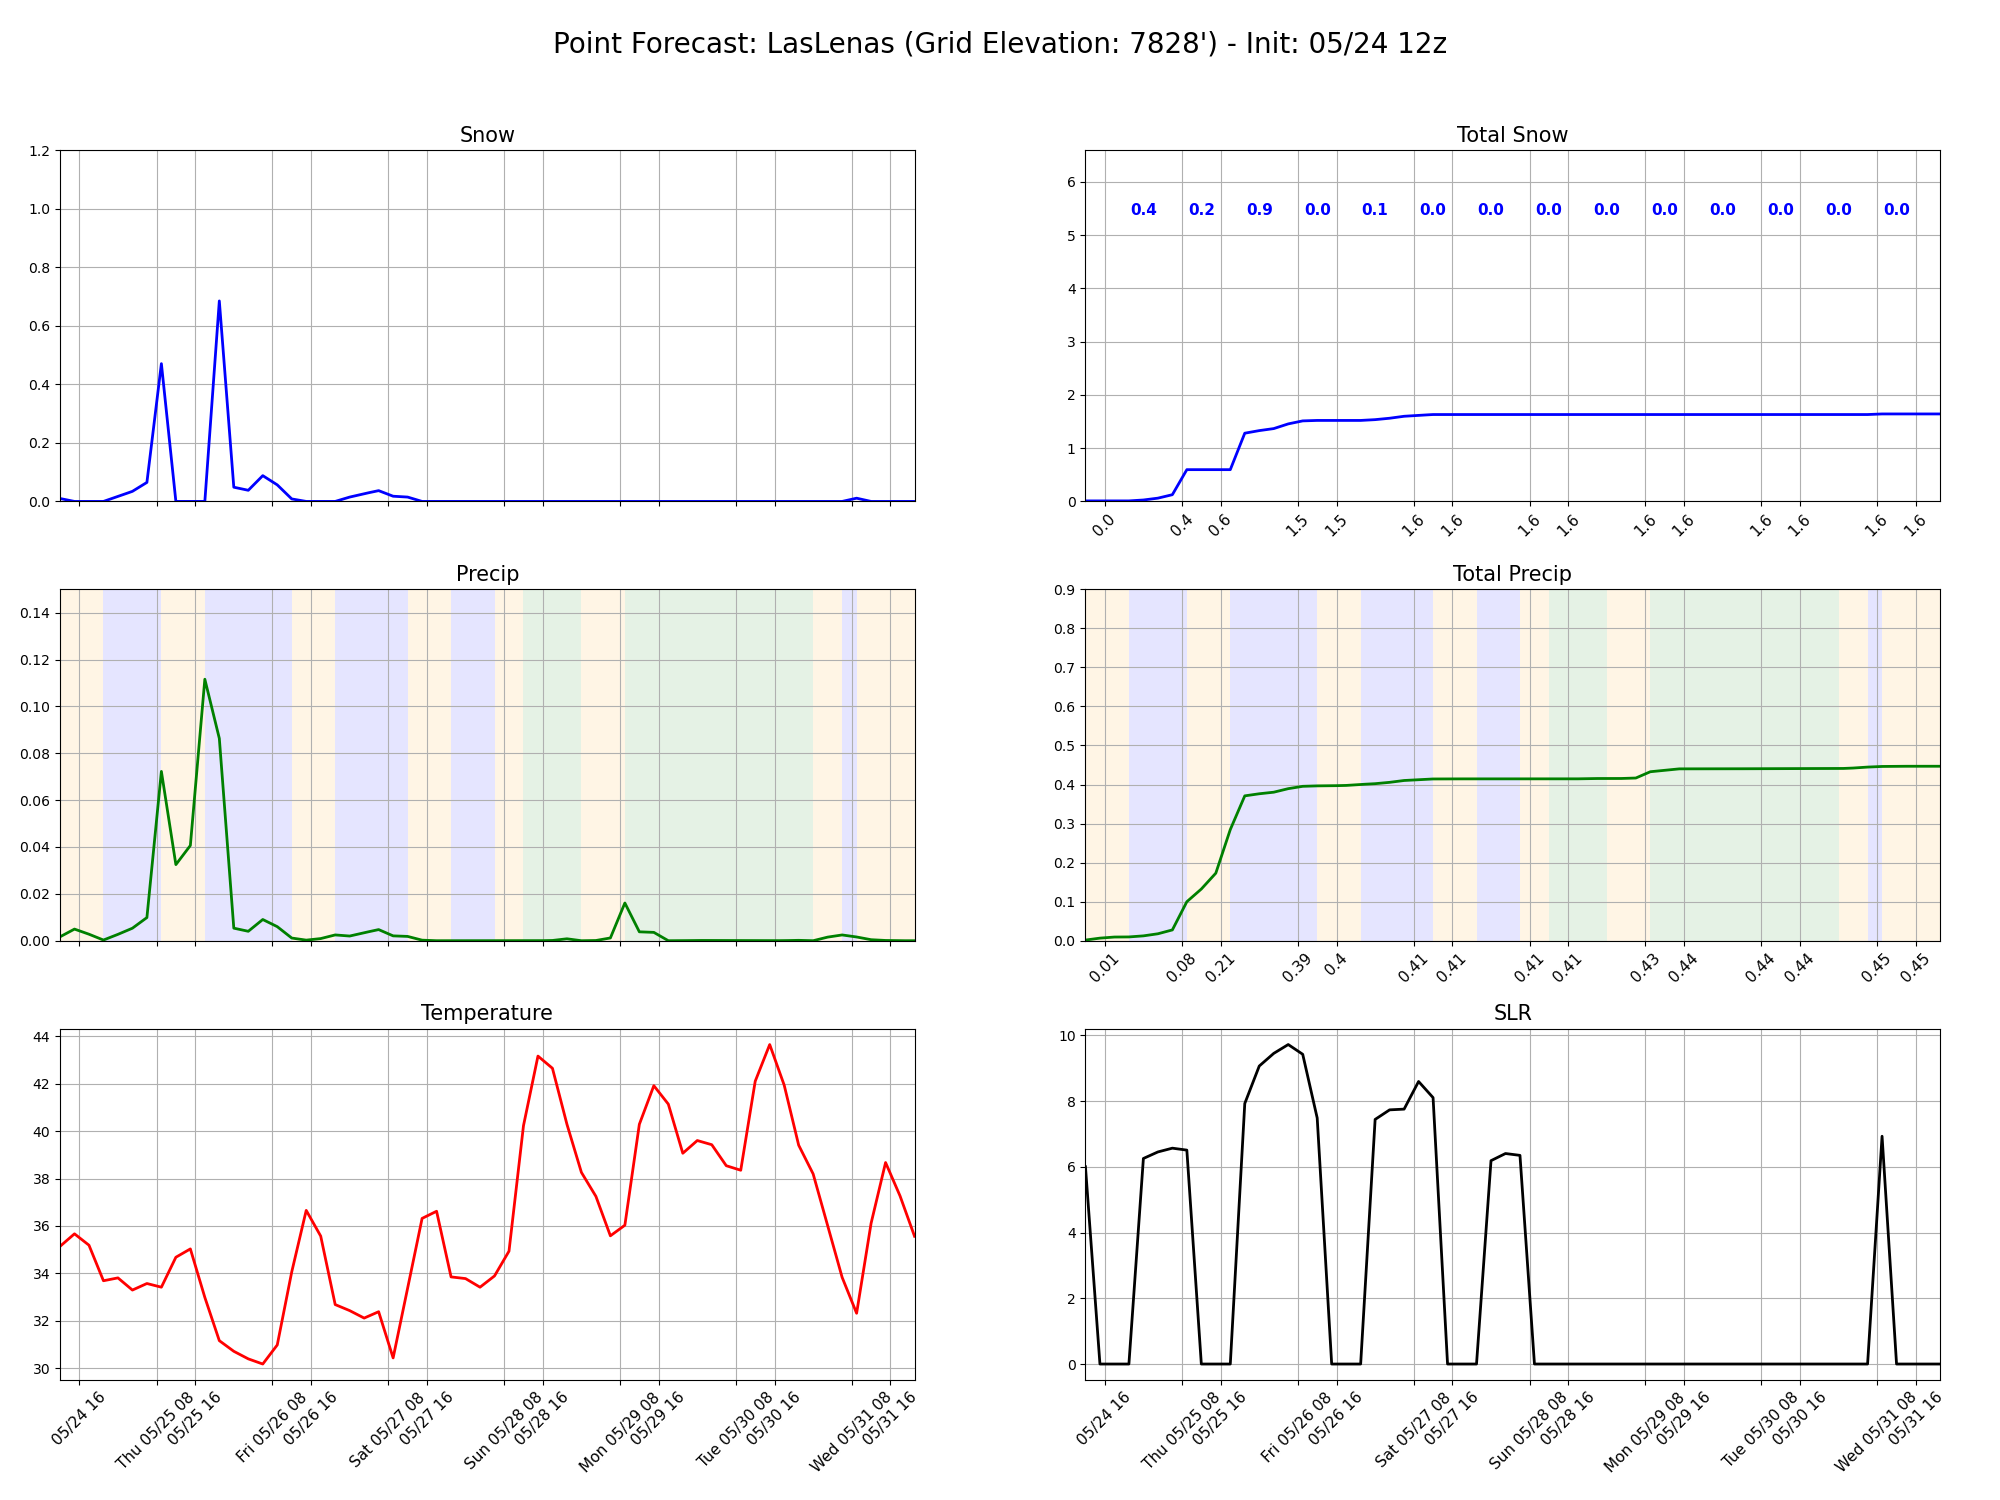 Point Forecast: LasLenas (Grid Elevation: 7828') - Init: 05/24 12z
Snow
1.2
1.0
0.8
0.6
0.4
0.2
0.0
Total Snow
6
5
4
3
2
1
0
0.4 0.2 0.9 0.0 0.1 0.0 0.0 0.0 0.0 0.0 0.0 0.0 0.0 0.0
0.0 0.4 0.6 1.5 1.5 1.6 1.6 1.6 1.6 1.6 1.6 1.6 1.6 1.6 1.6
Precip
0.14
0.12
0.10
0.08
0.06
0.04
0.02
0.00
Total Precip
0.9
0.8
0.7
0.6
0.5
0.4
0.3
0.2
0.1
0.0
0.01 0.08 0.21 0.39 0.4 0.41 0.41 0.41 0.41 0.43 0.44 0.44 0.44 0.45 0.45
Temperature
44
42
40
38
36
34
32
30
05/24 16
Thu 05/25 08
05/25 16
Fri 05/26 08
05/26 16
Sat 05/27 08
05/27 16
Sun 05/28 08
05/28 16
Mon 05/29 08
05/29 16
Tue 05/30 08
05/30 16
Wed 05/31 08
05/31 16
SLR
10
8
6
4
2
0
05/24 16
Thu 05/25 08
05/25 16
Fri 05/26 08
05/26 16
Sat 05/27 08
05/27 16
Sun 05/28 08
05/28 16
Mon 05/29 08
05/29 16
Tue 05/30 08
05/30 16
Wed 05/31 08
05/31 16